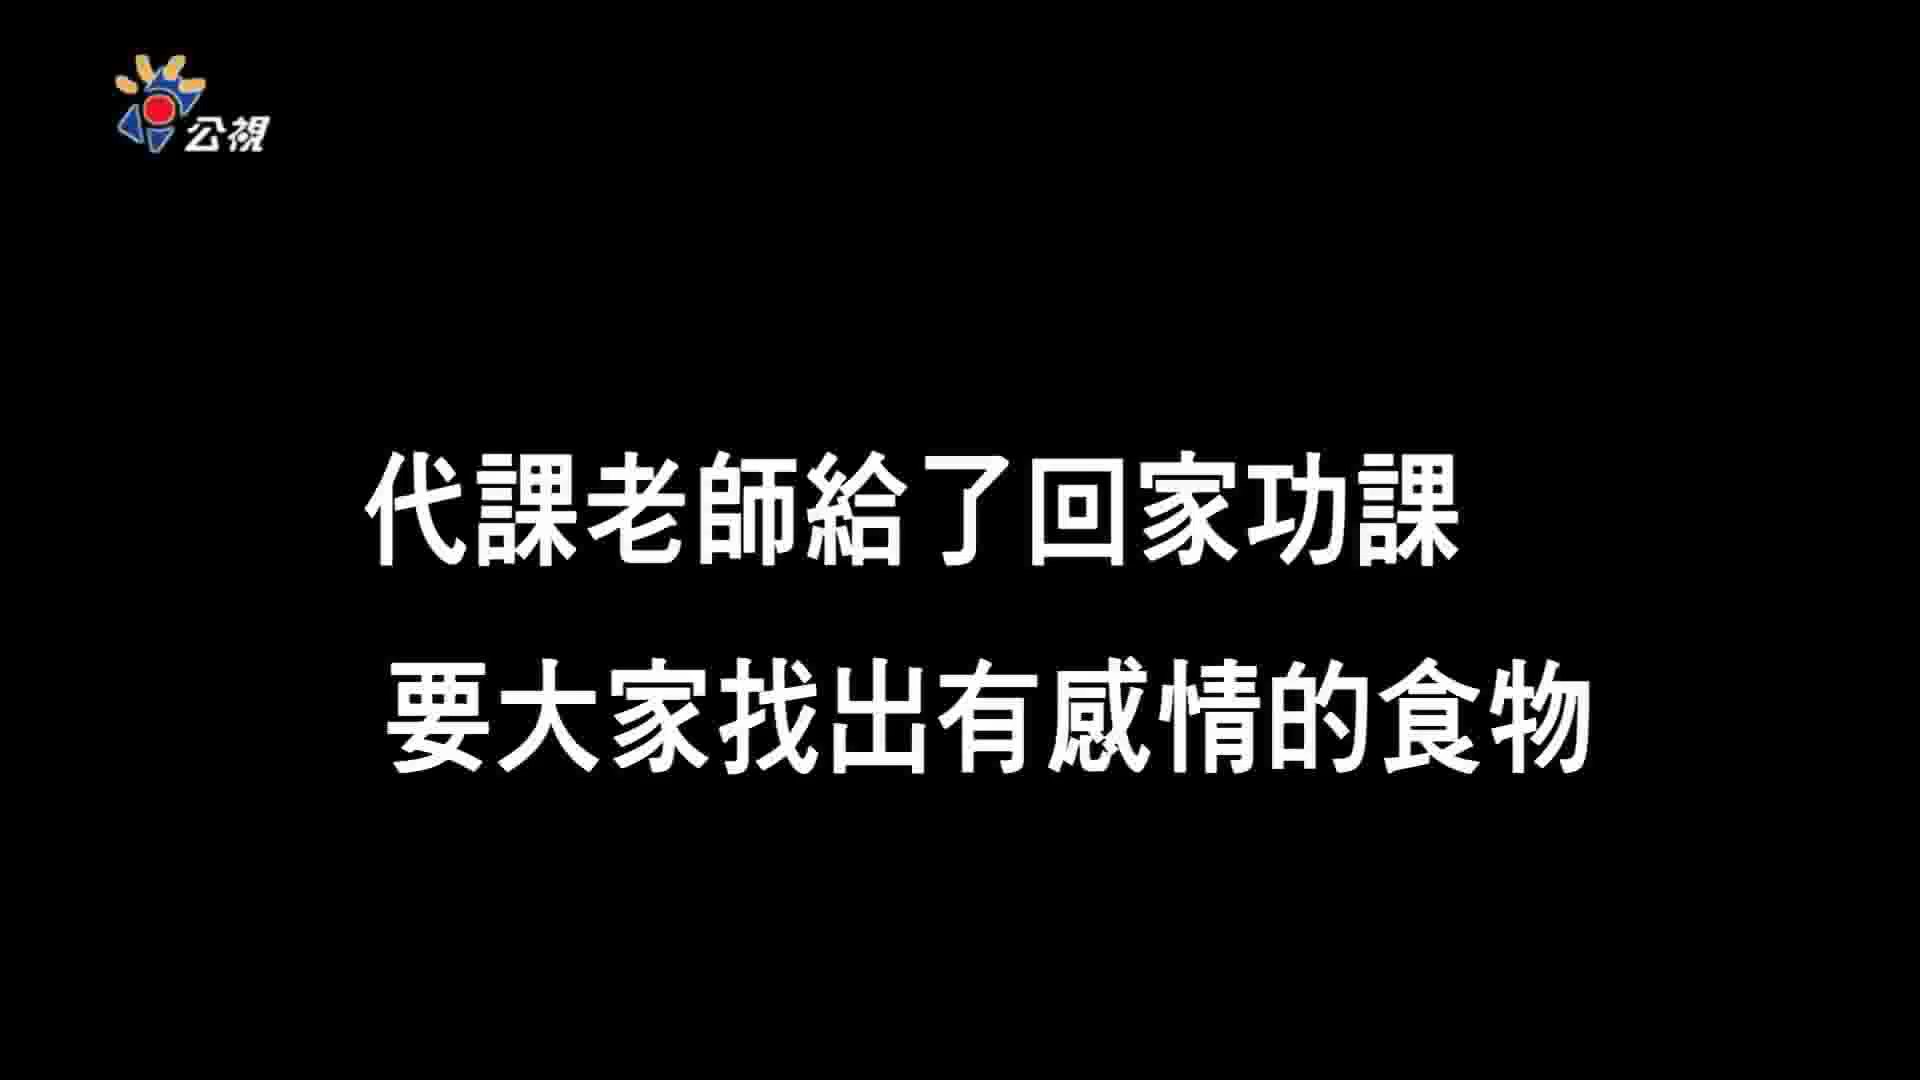 公視
代課老師給了回家功課
要大家找出有感情的食物